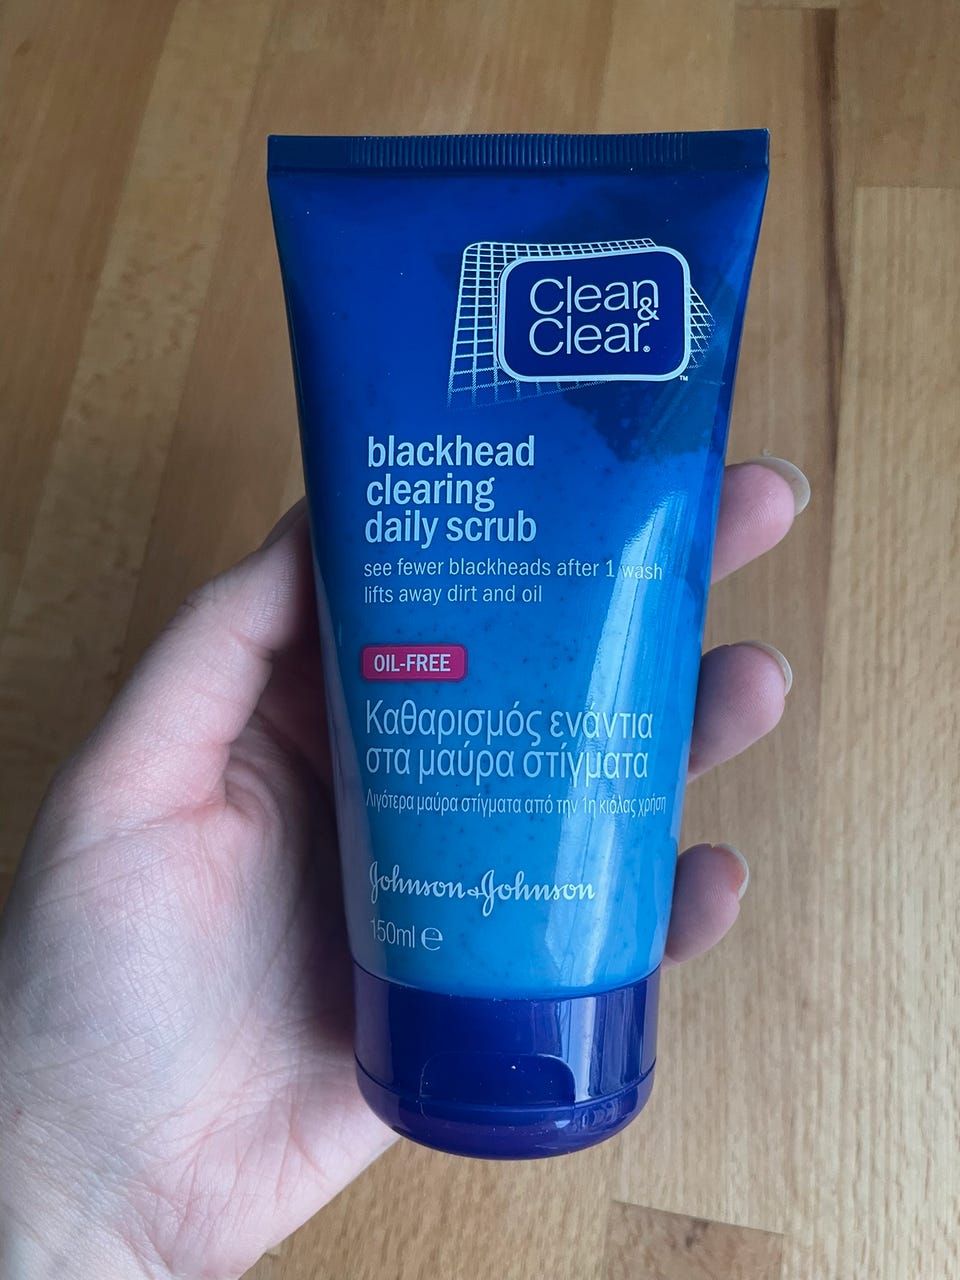 Clean
&
Clear®
™
blackhead
clearing
daily scrub
see fewer blackheads after 1 wash
lifts away dirt and oil
OIL-FREE
Καθαρισμός ενάντια
στα μαύρα στίγματα
Λιγότερα μαύρα στίγματα από την 1η κιόλας χρήση
Johnson+Johnson
150ml ℮